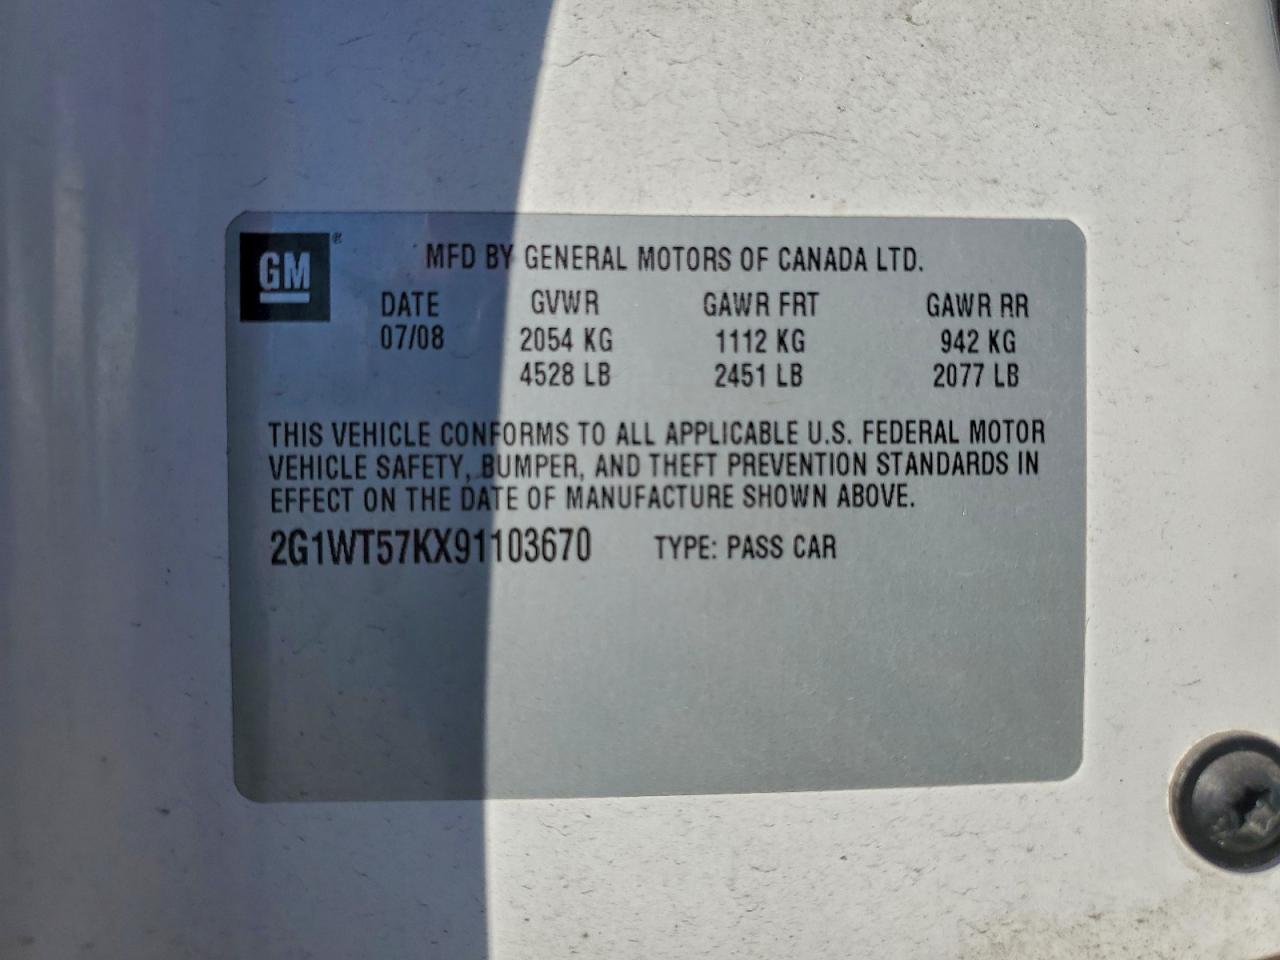 GM®
MFD BY GENERAL MOTORS OF CANADA LTD.
DATE GVWR GAWR FRT GAWR RR
07/08 2054 KG 1112 KG 942 KG
4528 LB 2451 LB 2077 LB
THIS VEHICLE CONFORMS TO ALL APPLICABLE U.S. FEDERAL MOTOR
VEHICLE SAFETY, BUMPER, AND THEFT PREVENTION STANDARDS IN
EFFECT ON THE DATE OF MANUFACTURE SHOWN ABOVE.
2G1WT57KX91103670 TYPE: PASS CAR